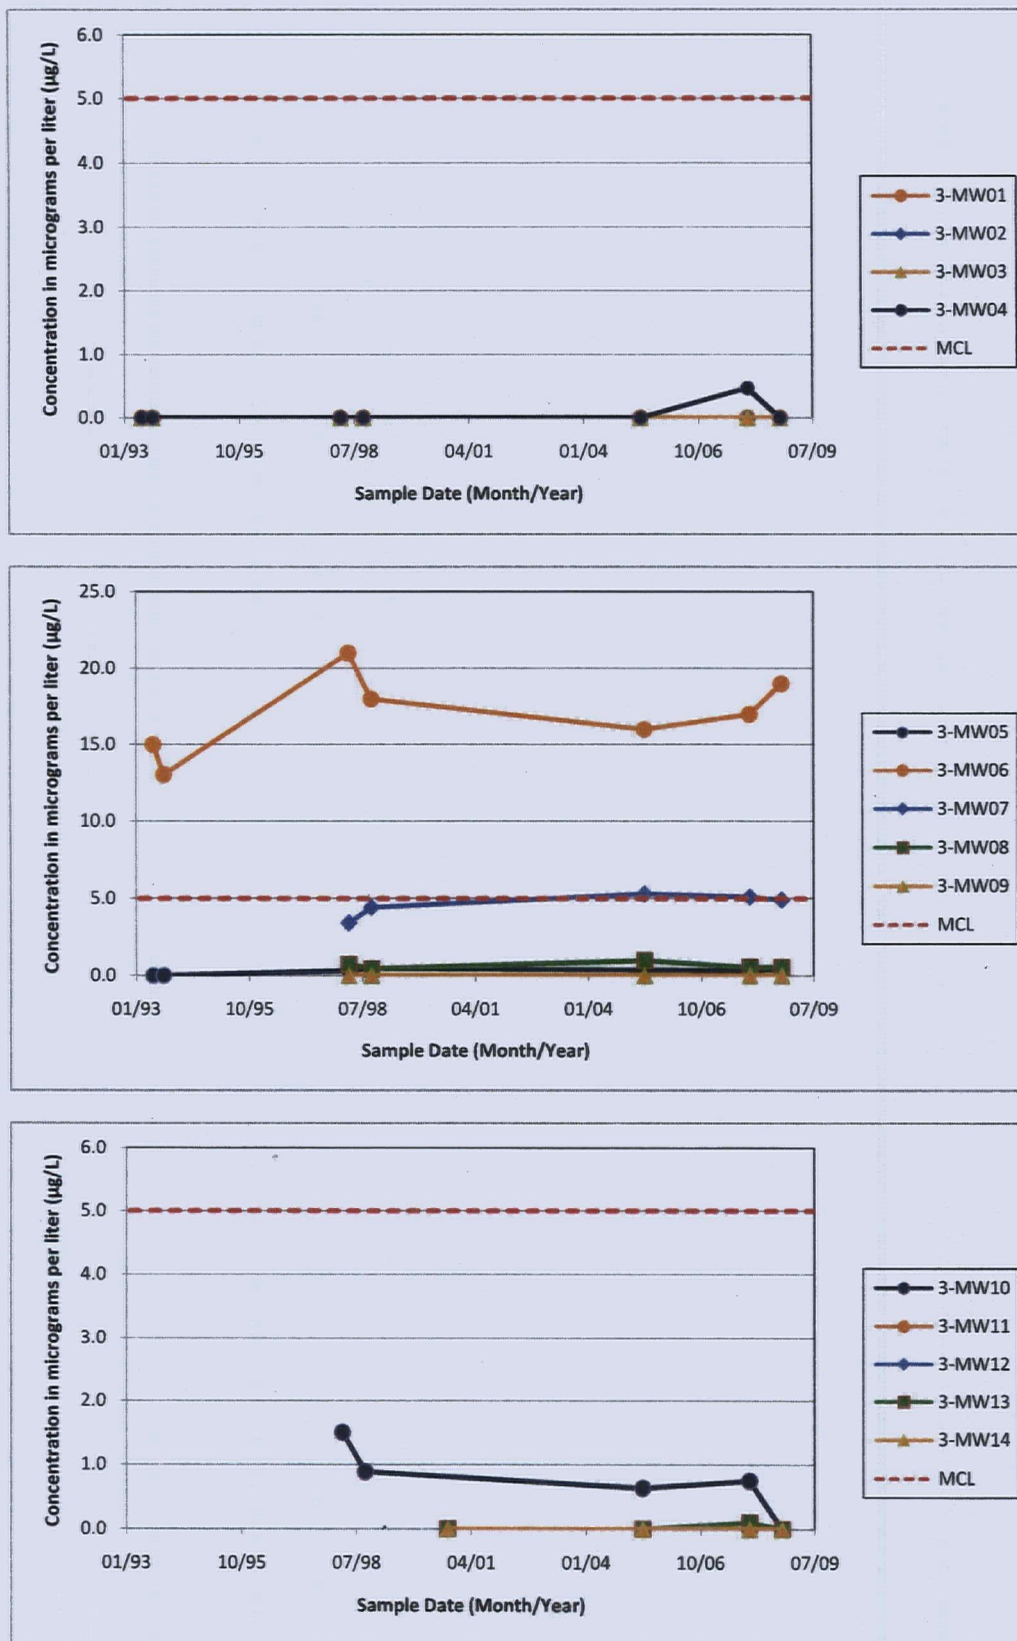 Concentration in micrograms per liter (µg/L)
6.0
5.0
4.0
3.0
2.0
1.0
0.0
01/93 10/95 07/98 04/01 01/04 10/06 07/09
Sample Date (Month/Year)
3-MW01
3-MW02
3-MW03
3-MW04
MCL
Concentration in micrograms per liter (µg/L)
25.0
20.0
15.0
10.0
5.0
0.0
01/93 10/95 07/98 04/01 01/04 10/06 07/09
Sample Date (Month/Year)
3-MW05
3-MW06
3-MW07
3-MW08
3-MW09
MCL
Concentration in micrograms per liter (µg/L)
6.0
5.0
4.0
3.0
2.0
1.0
0.0
01/93 10/95 07/98 04/01 01/04 10/06 07/09
Sample Date (Month/Year)
3-MW10
3-MW11
3-MW12
3-MW13
3-MW14
MCL